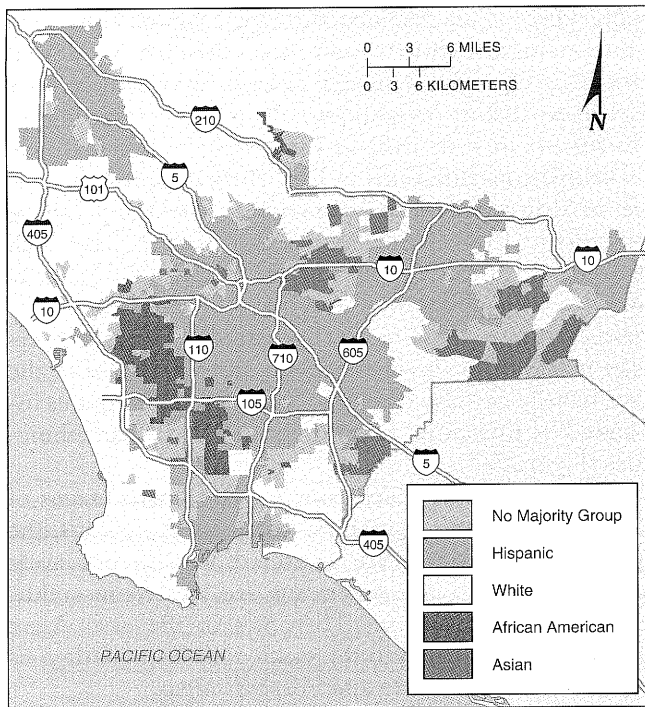 0 3 6 MILES
0 3 6 KILOMETERS
N
210
5
101
405
10
10
10
110
710
605
105
5
405
PACIFIC OCEAN
No Majority Group
Hispanic
White
African American
Asian